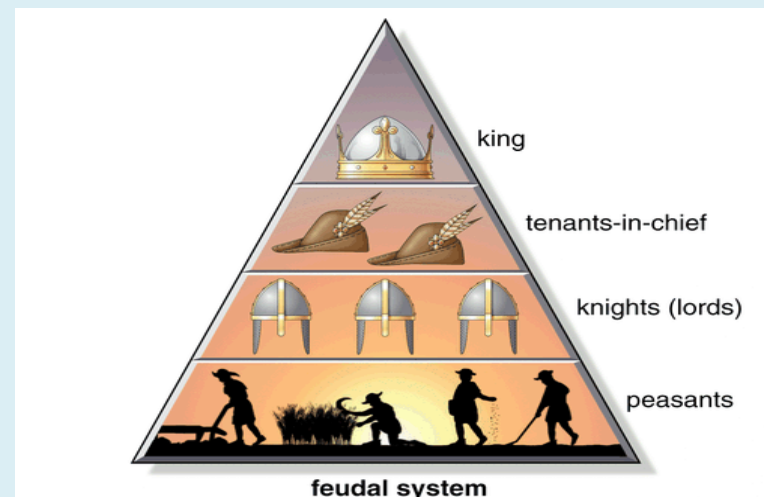 king
tenants-in-chief
knights (lords)
peasants
feudal system